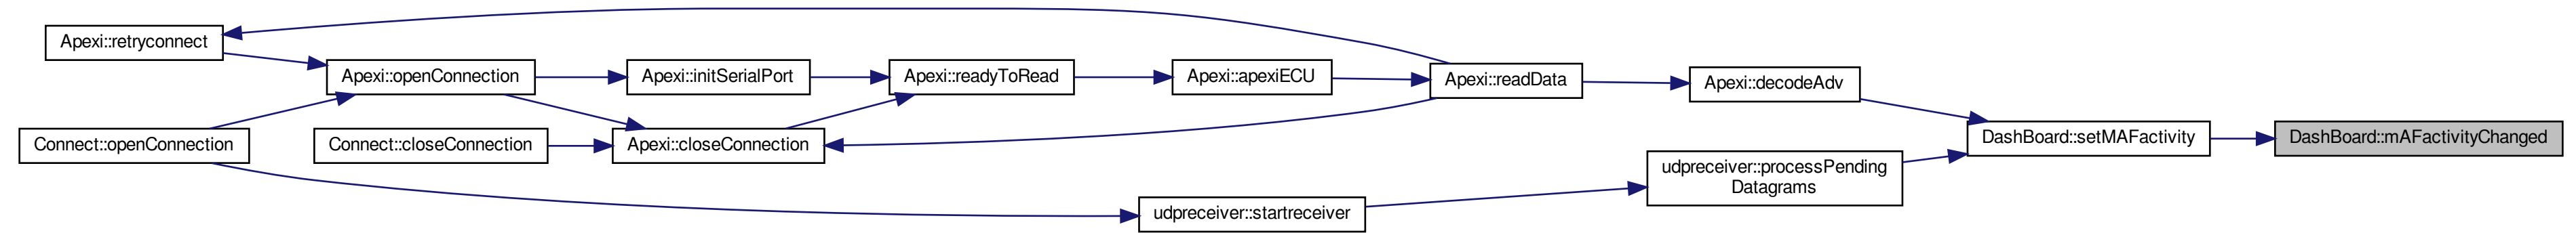 Apexi::retryconnect
Apexi::openConnection
Apexi::initSerialPort
Apexi::readyToRead
Apexi::apexiECU
Apexi::readData
Apexi::decodeAdv
Connect::openConnection
Connect::closeConnection
Apexi::closeConnection
DashBoard::setMAFactivity
DashBoard::mAFactivityChanged
udpreceiver::processPending
Datagrams
udpreceiver::startreceiver